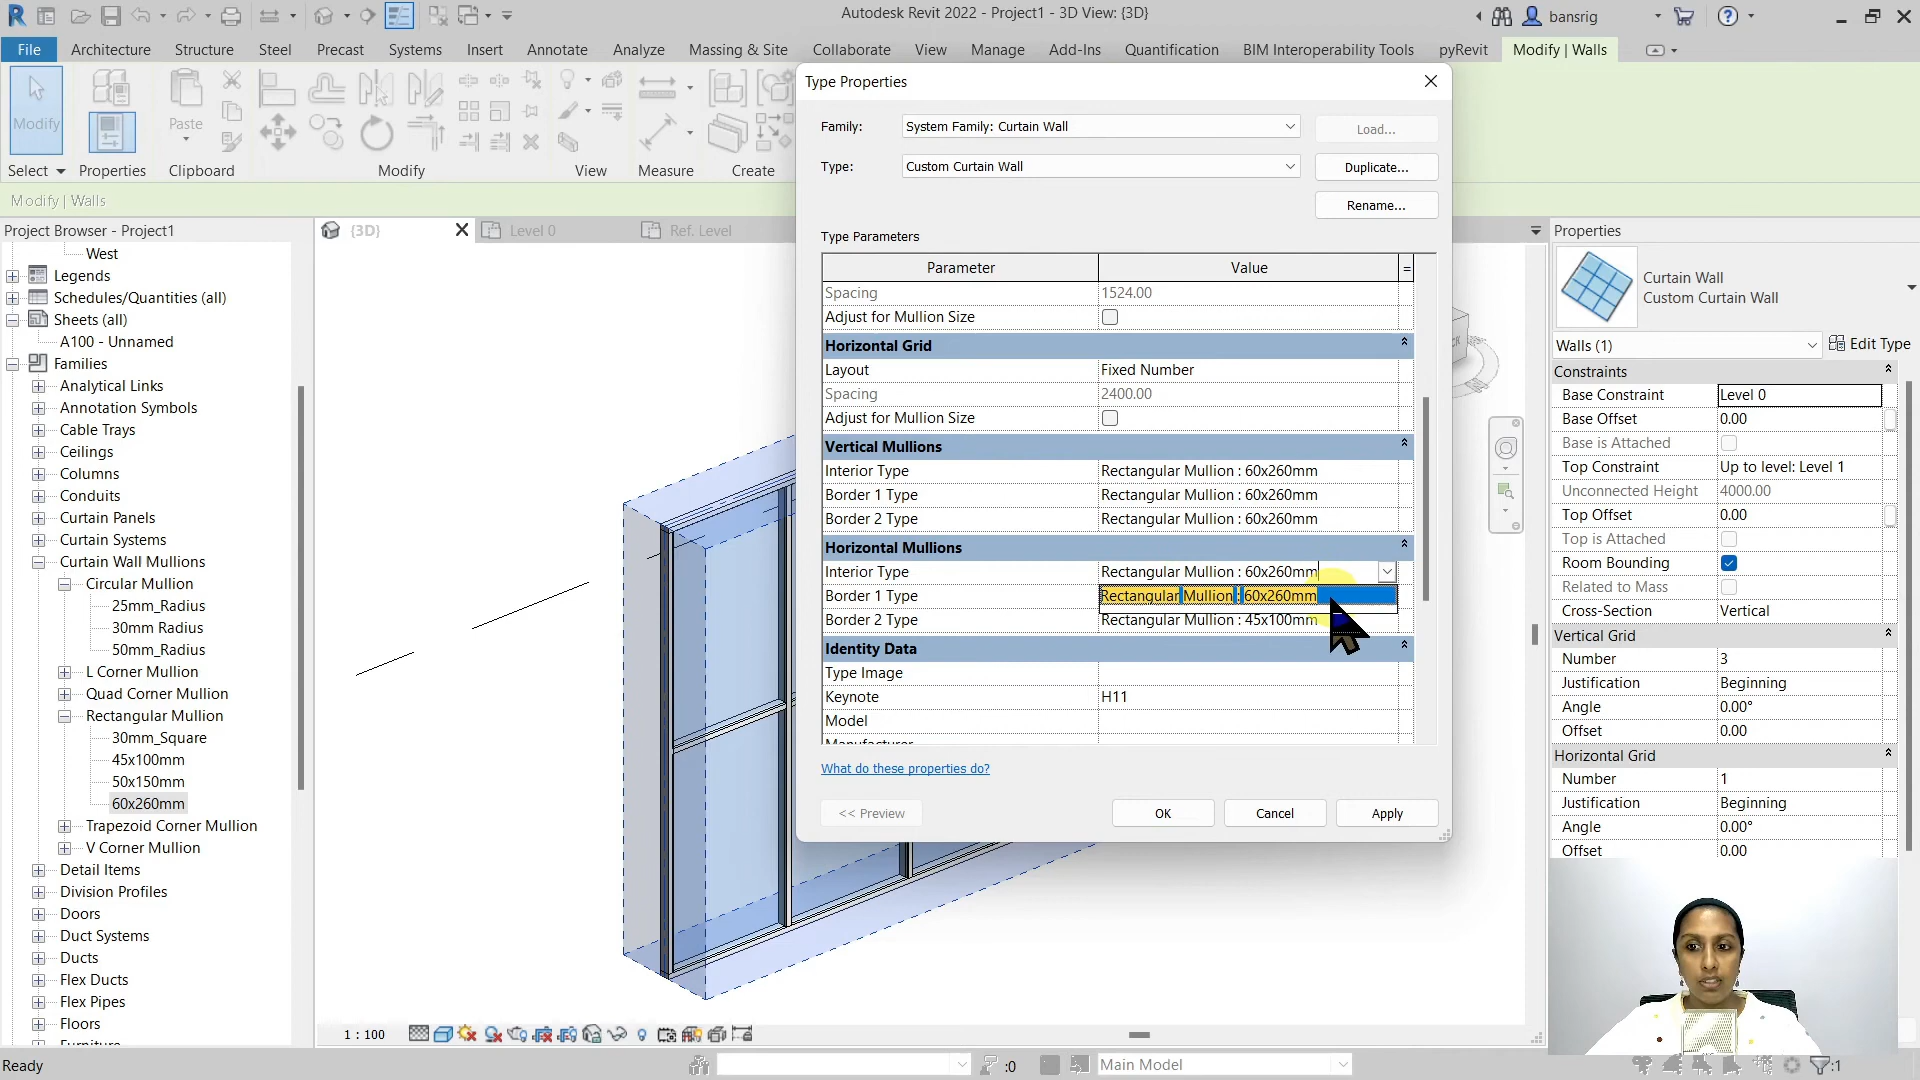 Autodesk Revit 2022 - Project1 - 3D View: {3D}
bansrig
File Architecture Structure Steel Precast Systems Insert Annotate Analyze Massing & Site Collaborate View Manage Add-Ins Quantification BIM Interoperability Tools pyRevit Modify | Walls
Modify
Paste
Select Properties Clipboard Modify View Measure Create
Modify | Walls
Project Browser - Project1
West
Legends
Schedules/Quantities (all)
Sheets (all)
A100 - Unnamed
Families
Analytical Links
Annotation Symbols
Cable Trays
Ceilings
Columns
Conduits
Curtain Panels
Curtain Systems
Curtain Wall Mullions
Circular Mullion
25mm_Radius
30mm Radius
50mm_Radius
L Corner Mullion
Quad Corner Mullion
Rectangular Mullion
30mm_Square
45x100mm
50x150mm
60x260mm
Trapezoid Corner Mullion
V Corner Mullion
Detail Items
Division Profiles
Doors
Duct Systems
Ducts
Flex Ducts
Flex Pipes
Floors
{3D} Level 0 Ref. Level
Type Properties
Family: System Family: Curtain Wall Load...
Type: Custom Curtain Wall Duplicate...
Rename...
Type Parameters
Parameter Value =
Spacing 1524.00
Adjust for Mullion Size
Horizontal Grid
Layout Fixed Number
Spacing 2400.00
Adjust for Mullion Size
Vertical Mullions
Interior Type Rectangular Mullion : 60x260mm
Border 1 Type Rectangular Mullion : 60x260mm
Border 2 Type Rectangular Mullion : 60x260mm
Horizontal Mullions
Interior Type Rectangular Mullion : 60x260mm
Border 1 Type Rectangular Mullion : 60x260mm
Border 2 Type Rectangular Mullion : 45x100mm
Identity Data
Type Image
Keynote H11
Model
Manufacturer
What do these properties do?
<< Preview OK Cancel Apply
Properties
Curtain Wall
Custom Curtain Wall
Walls (1) Edit Type
Constraints
Base Constraint Level 0
Base Offset 0.00
Base is Attached
Top Constraint Up to level: Level 1
Unconnected Height 4000.00
Top Offset 0.00
Top is Attached
Room Bounding
Related to Mass
Cross-Section Vertical
Vertical Grid
Number 3
Justification Beginning
Angle 0.00°
Offset 0.00
Horizontal Grid
Number 1
Justification Beginning
Angle 0.00°
Offset 0.00
1 : 100
Ready
:0
Main Model
:1